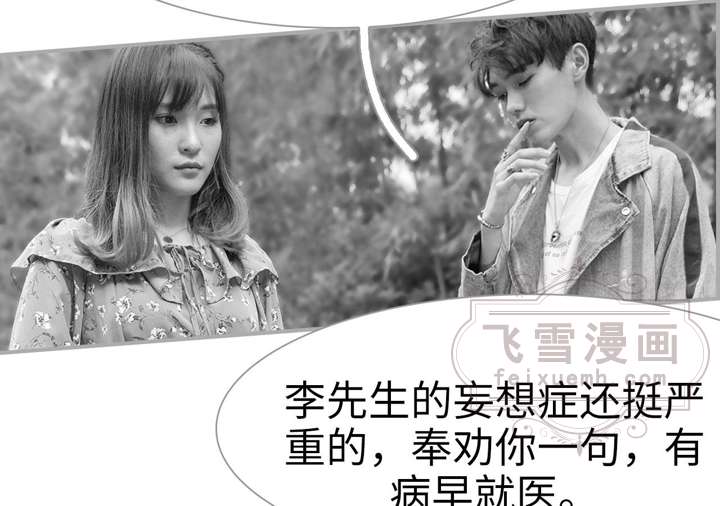 飞雪漫画
feixuemh.com
李先生的妄想症还挺严
重的，奉劝你一句，有
病早就医。